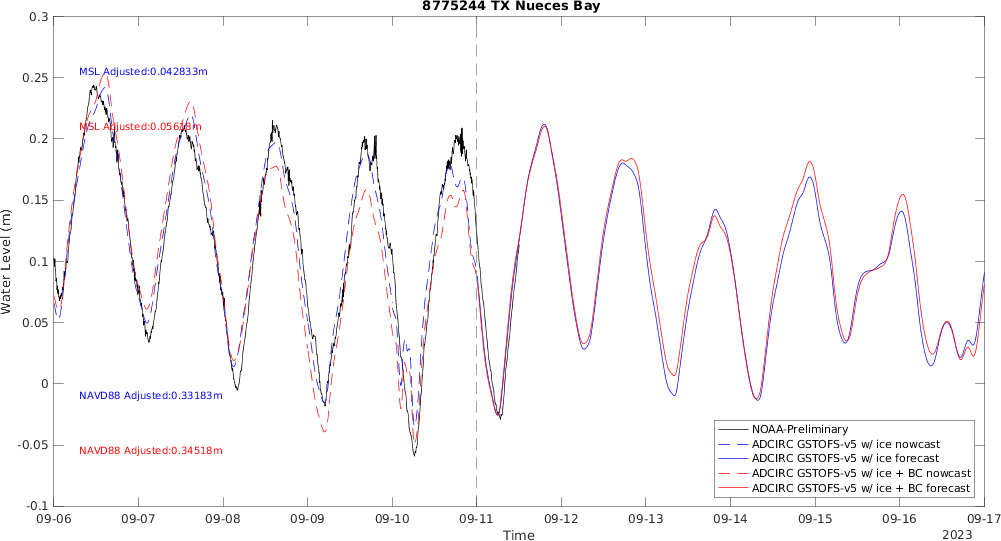 8775244 TX Nueces Bay
0.3
0.25
0.2
0.15
0.1
0.05
0
-0.05
-0.1
Water Level (m)
MSL Adjusted:0.042833m
MSL Adjusted:0.05618m
NAVD88 Adjusted:0.33183m
NAVD88 Adjusted:0.34518m
NOAA-Preliminary
ADCIRC GSTOFS-v5 w/ ice nowcast
ADCIRC GSTOFS-v5 w/ ice forecast
ADCIRC GSTOFS-v5 w/ ice + BC nowcast
ADCIRC GSTOFS-v5 w/ ice + BC forecast
09-06 09-07 09-08 09-09 09-10 09-11 09-12 09-13 09-14 09-15 09-16 09-17
Time
2023